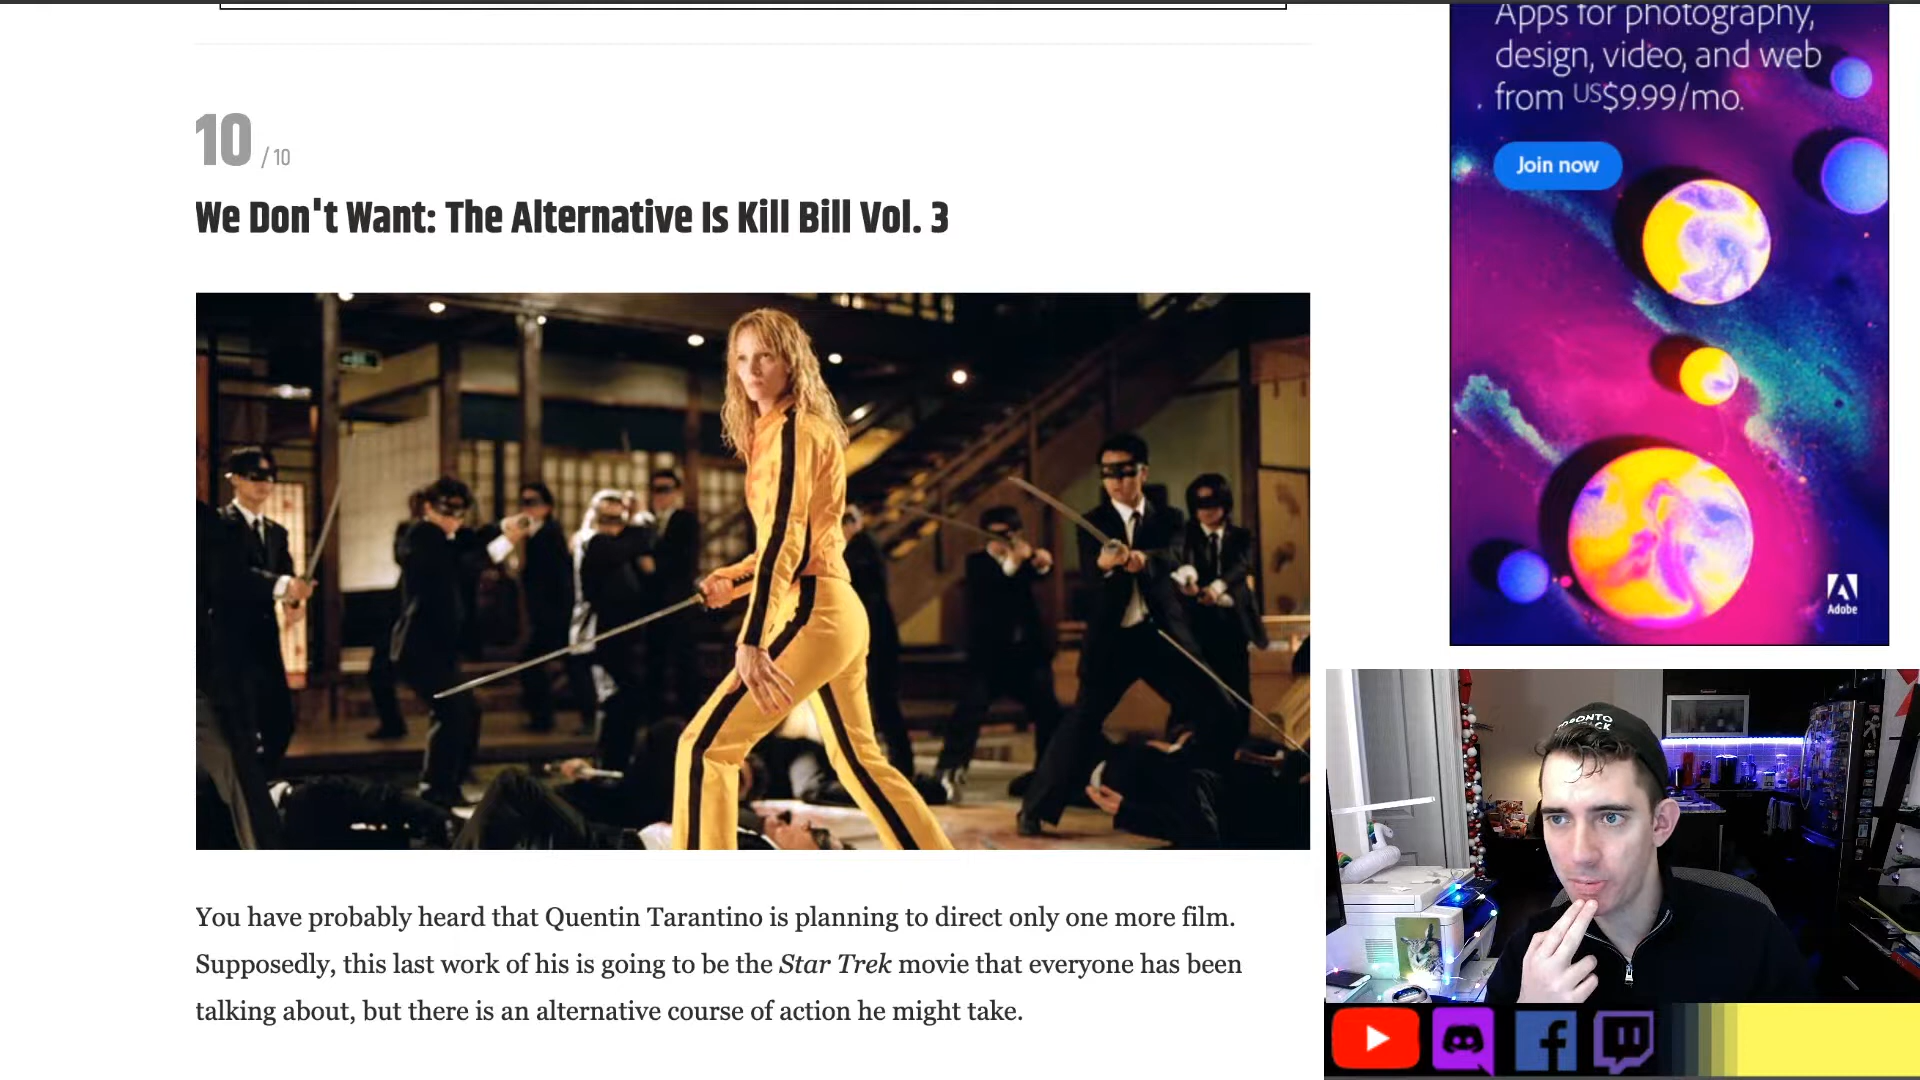 10 / 10
We Don't Want: The Alternative Is Kill Bill Vol. 3
You have probably heard that Quentin Tarantino is planning to direct only one more film.
Supposedly, this last work of his is going to be the Star Trek movie that everyone has been
talking about, but there is an alternative course of action he might take.
Apps for photography,
design, video, and web
from US$9.99/mo.
Join now
Adobe
TORONTO